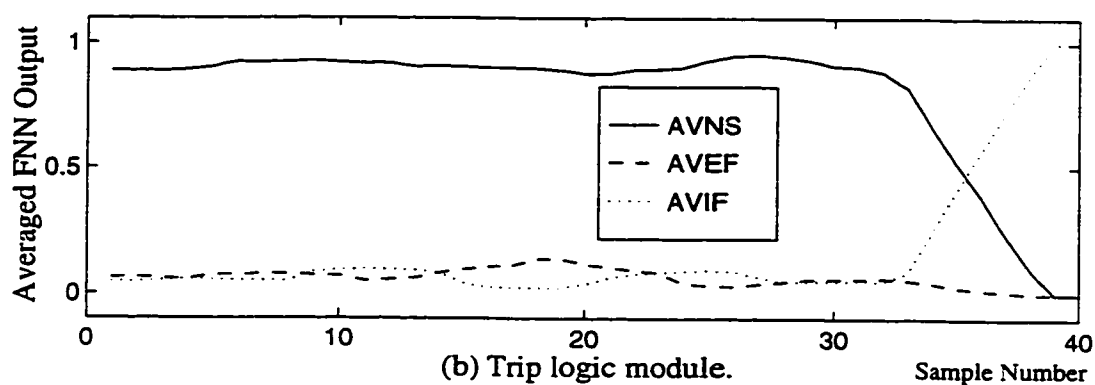 Averaged FNN Output
1
0.5
0
AVNS
AVEF
AVIF
0
10
20
30
40
(b) Trip logic module.
Sample Number